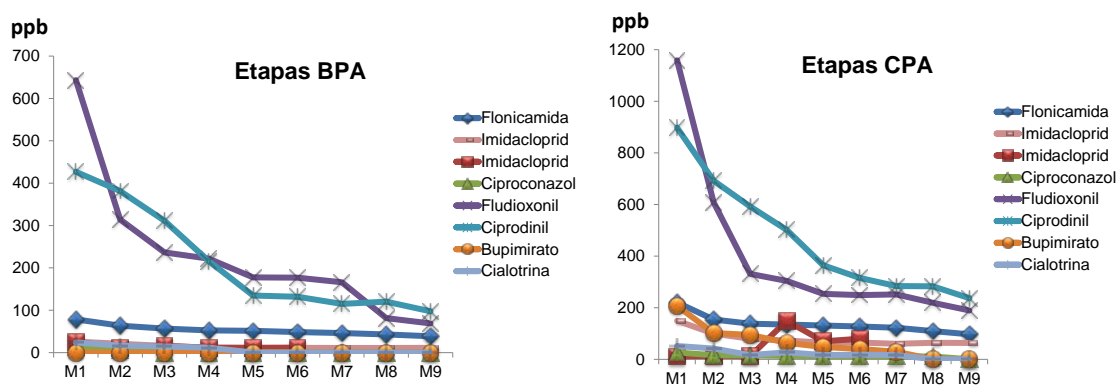 ppb
Etapas BPA
700
600
500
400
300
200
100
0
M1 M2 M3 M4 M5 M6 M7 M8 M9
Flonicamida
Imidacloprid
Imidacloprid
Ciproconazol
Fludioxonil
Ciprodinil
Bupimirato
Cialotrina
ppb
Etapas CPA
1200
1000
800
600
400
200
0
M1 M2 M3 M4 M5 M6 M7 M8 M9
Flonicamida
Imidacloprid
Imidacloprid
Ciproconazol
Fludioxonil
Ciprodinil
Bupimirato
Cialotrina